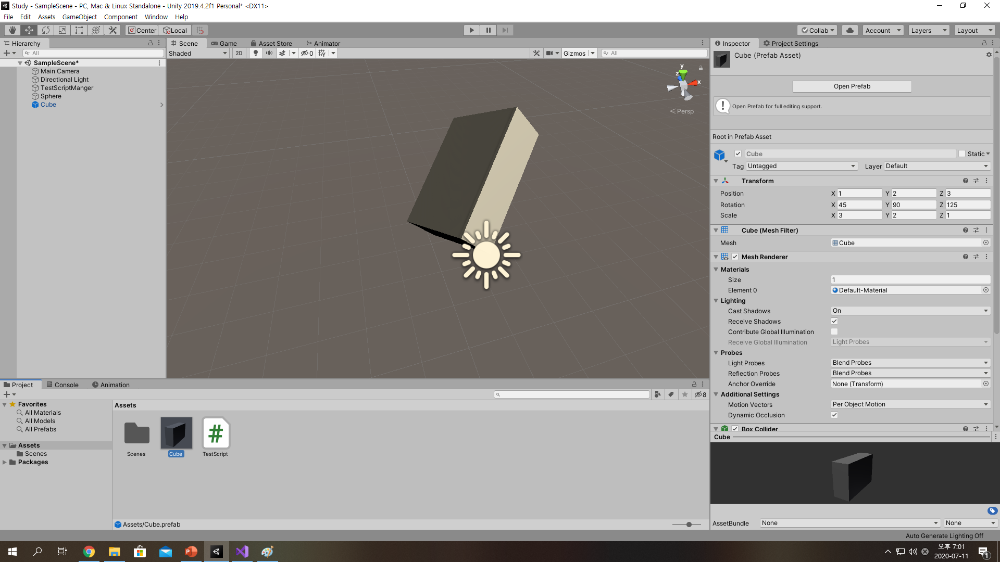 Study - SampleScene - PC, Mac & Linux Standalone - Unity 2019.4.2f1 Personal* <DX11>
File Edit Assets GameObject Component Window Help
Center Local Collab Account Layers Layout
Hierarchy
All
SampleScene*
Main Camera
Directional Light
TestScriptManger
Sphere
Cube
Scene Game Asset Store Animator
Shaded 2D 0 Gizmos All
y
z
x
Persp
Inspector Project Settings
Cube (Prefab Asset)
Open Prefab
Open Prefab for full editing support.
Root in Prefab Asset
Cube Static
Tag Untagged Layer Default
Transform
Position X 1 Y 2 Z 3
Rotation X 45 Y 90 Z 125
Scale X 3 Y 2 Z 1
Cube (Mesh Filter)
Mesh Cube
Mesh Renderer
Materials
Size 1
Element 0 Default-Material
Lighting
Cast Shadows On
Receive Shadows
Contribute Global Illumination
Receive Global Illumination Light Probes
Probes
Light Probes Blend Probes
Reflection Probes Blend Probes
Anchor Override None (Transform)
Additional Settings
Motion Vectors Per Object Motion
Dynamic Occlusion
Box Collider
Cube
AssetBundle None None
Project Console Animation
8
Favorites
All Materials
All Models
All Prefabs
Assets
Scenes
Packages
Assets
Scenes Cube TestScript
Assets/Cube.prefab
Auto Generate Lighting Off
오후 7:01
2020-07-11
1